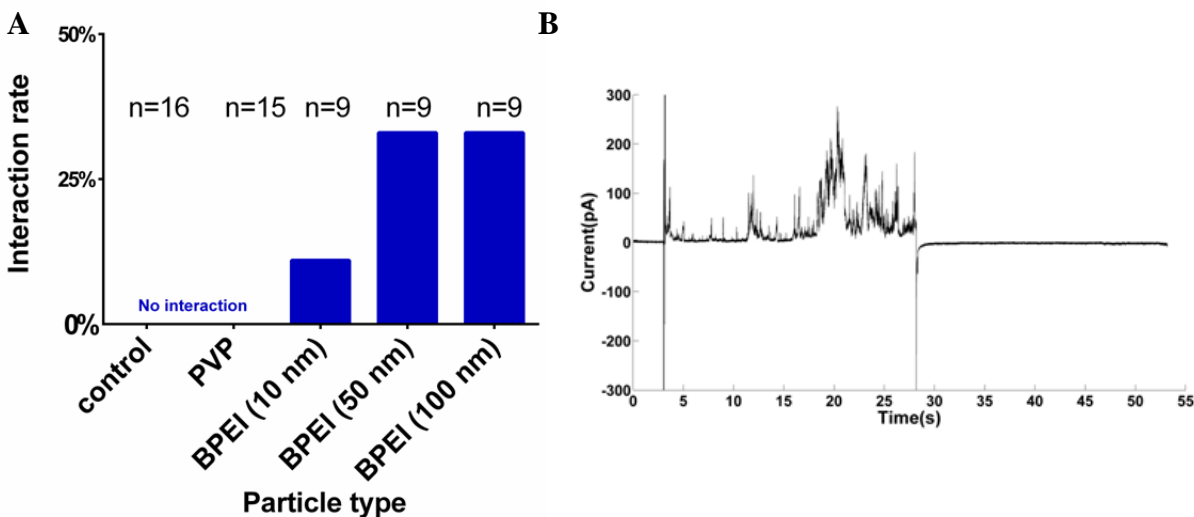 A
50%
Interaction rate
n=16 n=15 n=9 n=9 n=9
25%
No interaction
0%
control
PVP
BPEI (10 nm)
BPEI (50 nm)
BPEI (100 nm)
Particle type
B
300
200
100
0
-100
-200
-300
Current(pA)
0 5 10 15 20 25 30 35 40 45 50 55
Time(s)